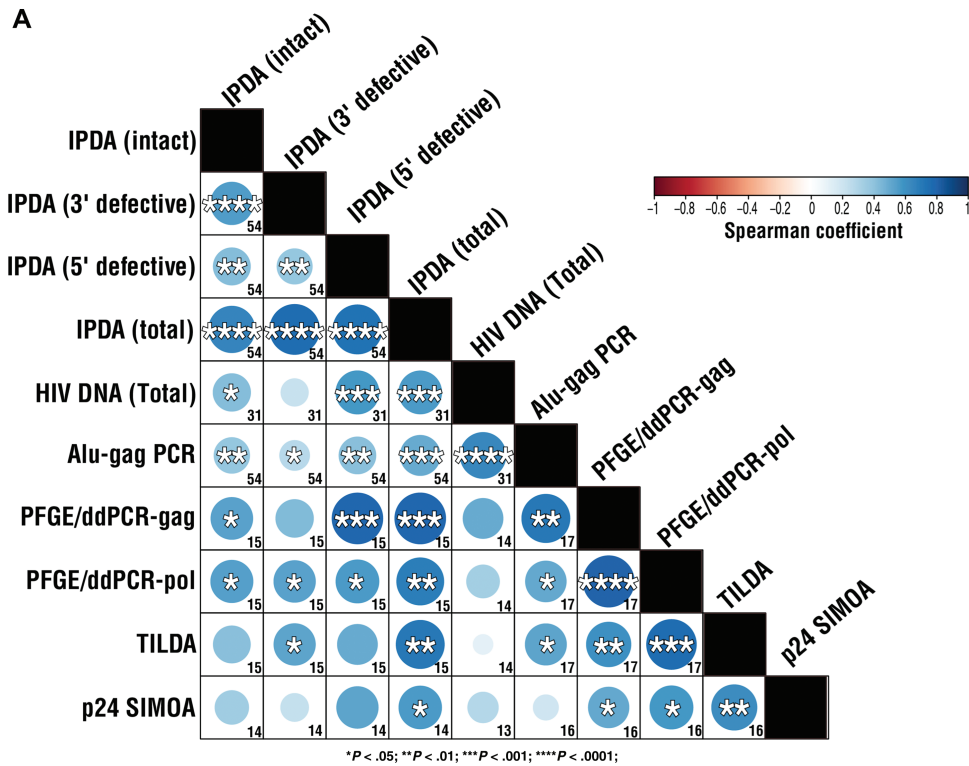 A
IPDA (intact)
IPDA (3' defective)
IPDA (5' defective)
IPDA (total)
HIV DNA (Total)
Alu-gag PCR
PFGE/ddPCR-gag
PFGE/ddPCR-pol
TILDA
p24 SIMOA
−1 −0.8 −0.6 −0.4 −0.2 0 0.2 0.4 0.6 0.8 1
Spearman coefficient
IPDA (intact)
IPDA (3' defective) **** 54
IPDA (5' defective) ** 54 ** 54
IPDA (total) **** 54 **** 54 **** 54
HIV DNA (Total) * 31 31 *** 31 *** 31
Alu-gag PCR ** 54 * 54 ** 54 *** 54 **** 31
PFGE/ddPCR-gag * 15 15 *** 15 *** 15 14 ** 17
PFGE/ddPCR-pol * 15 * 15 * 15 ** 15 14 * 17 **** 17
TILDA 15 * 15 15 ** 15 14 * 17 ** 17 *** 17
p24 SIMOA 14 14 14 * 14 13 16 * 16 * 16 ** 16
*P < .05; **P < .01; ***P < .001; ****P < .0001;